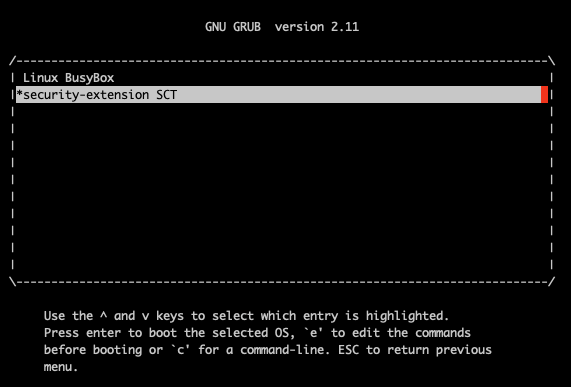 GNU GRUB  version 2.11
Linux BusyBox
*security-extension SCT
Use the ^ and v keys to select which entry is highlighted.
Press enter to boot the selected OS, `e' to edit the commands
before booting or `c' for a command-line. ESC to return previous
menu.